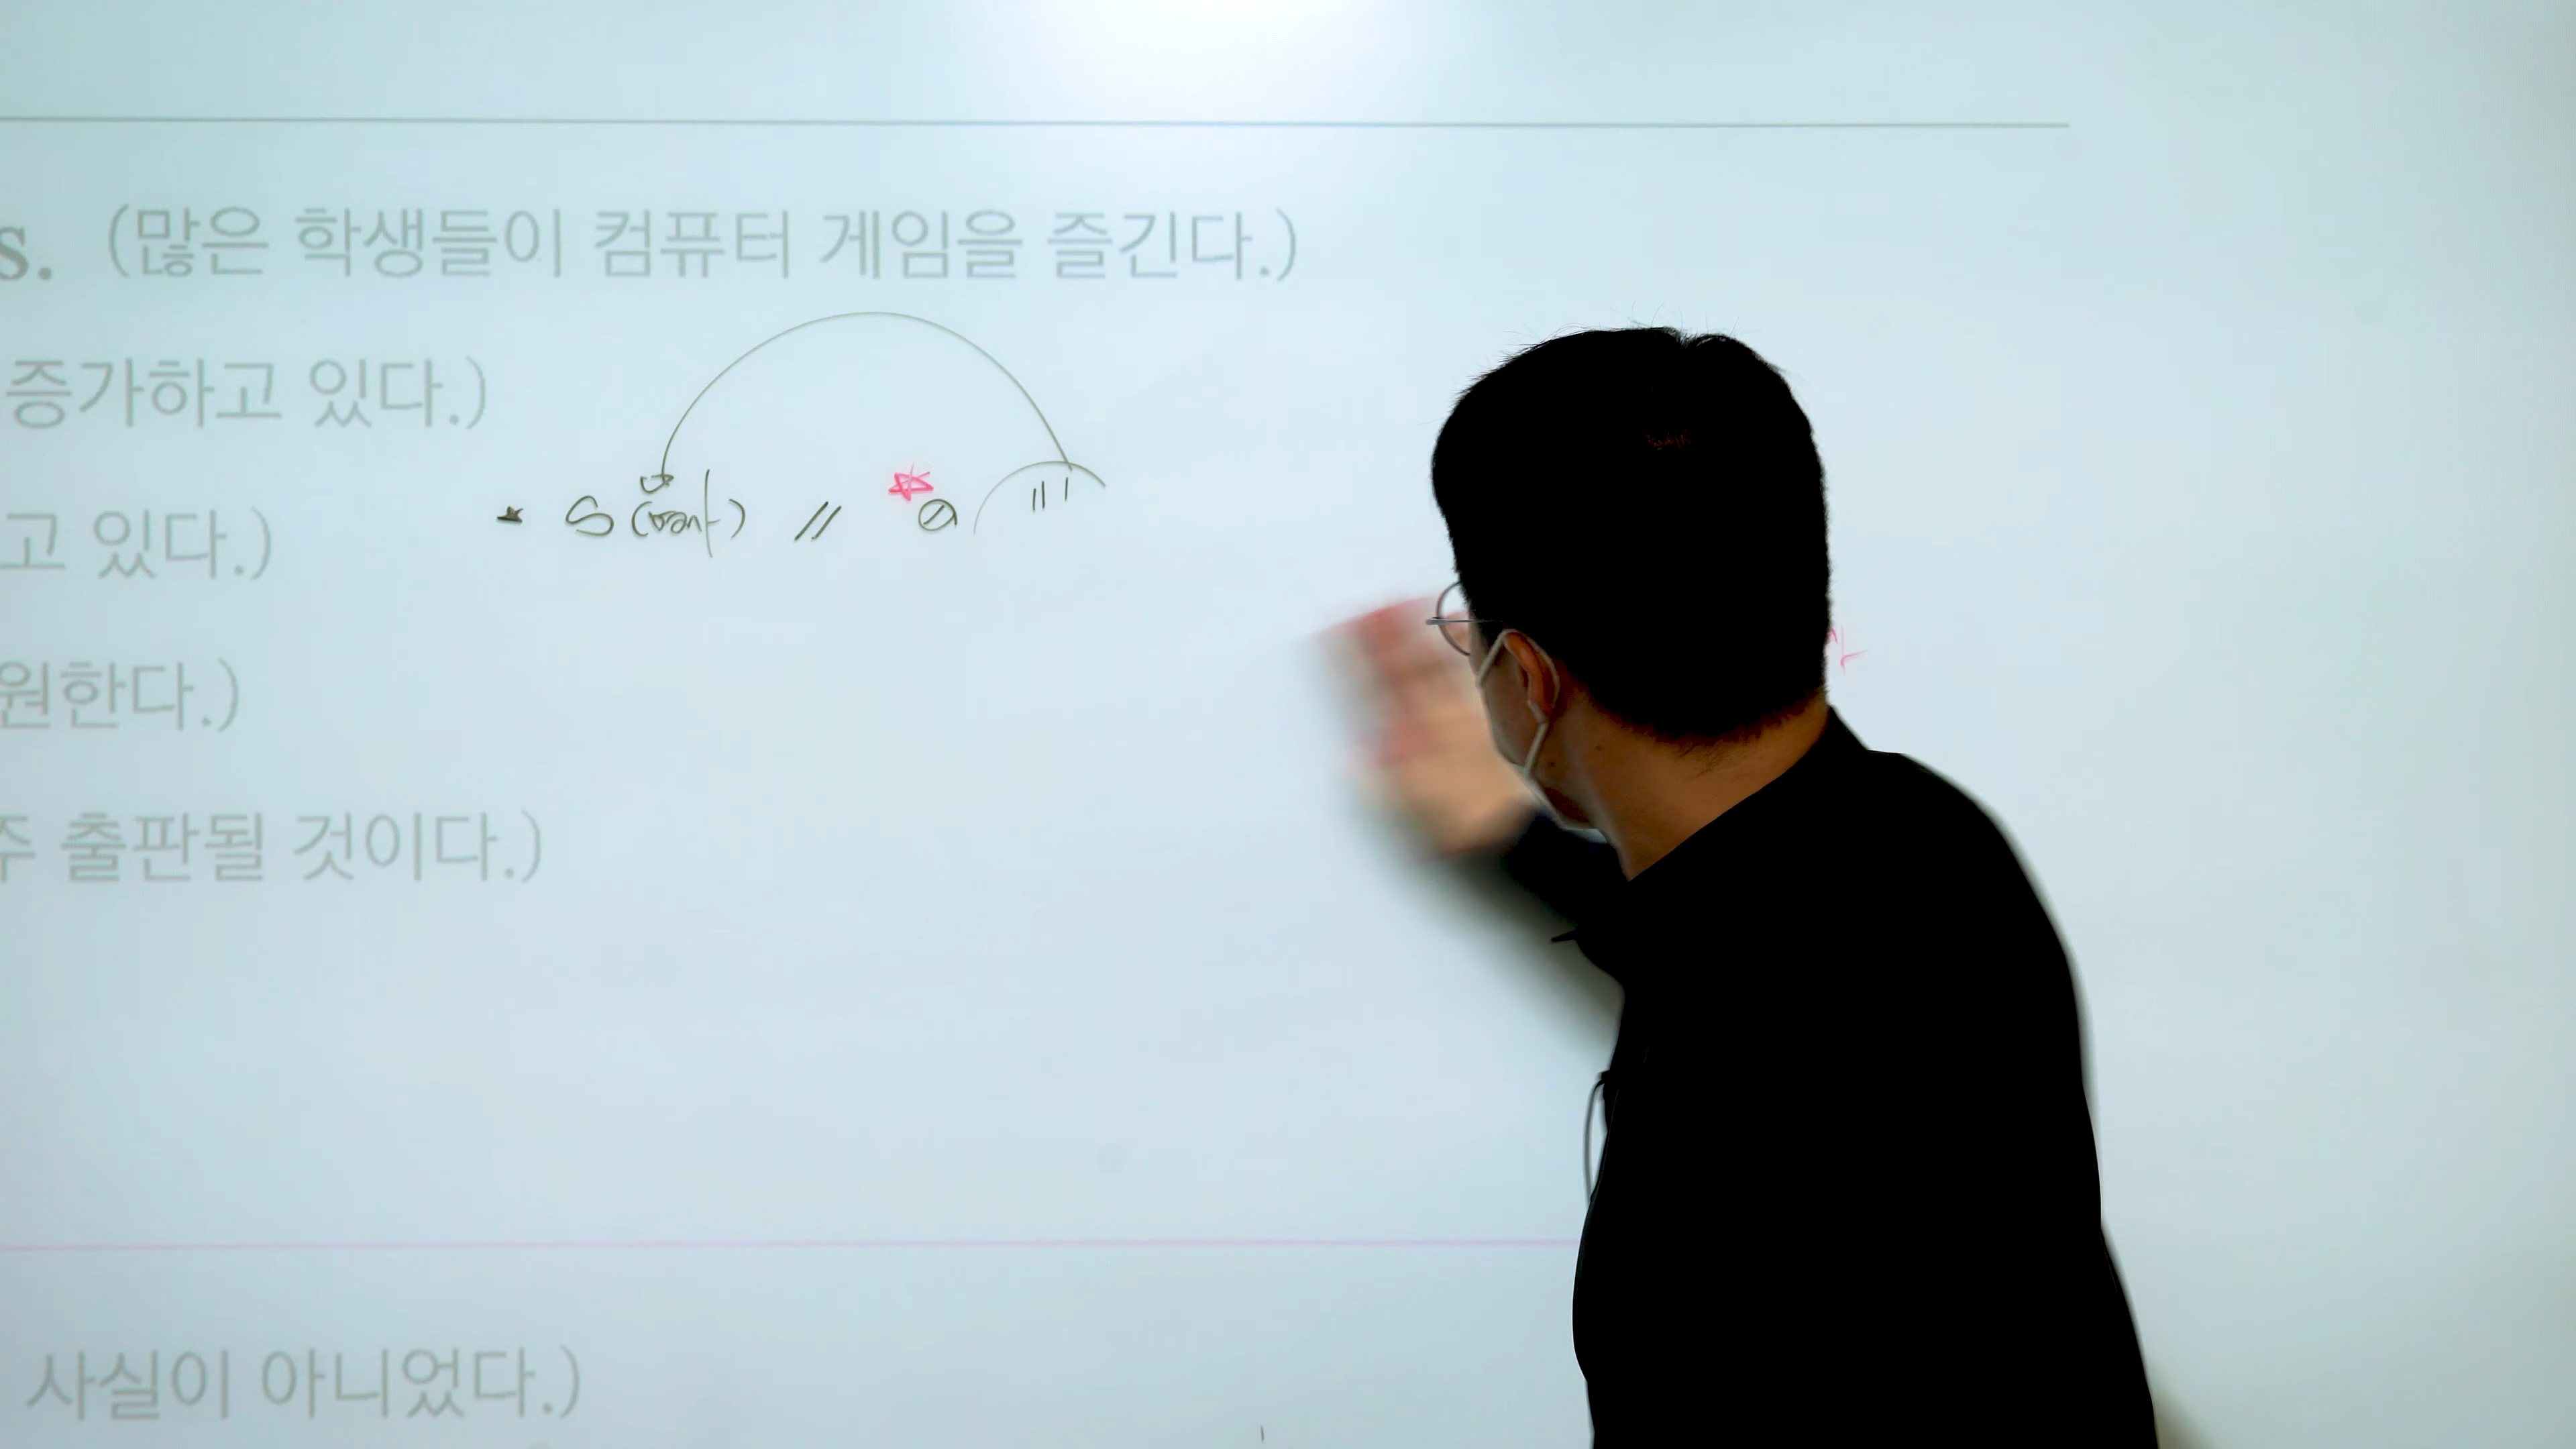 s. (많은 학생들이 컴퓨터 게임을 즐긴다.)
증가하고 있다.)
고 있다.)
원한다.)
주 출판될 것이다.)
사실이 아니었다.)